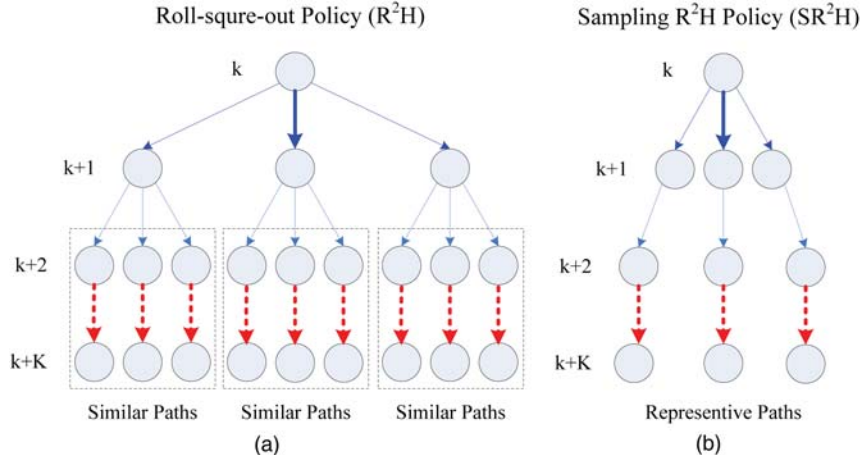 Roll-squre-out Policy (R²H)
k
k+1
k+2
k+K
Similar Paths Similar Paths Similar Paths
(a)
Sampling R²H Policy (SR²H)
k
k+1
k+2
k+K
Representive Paths
(b)